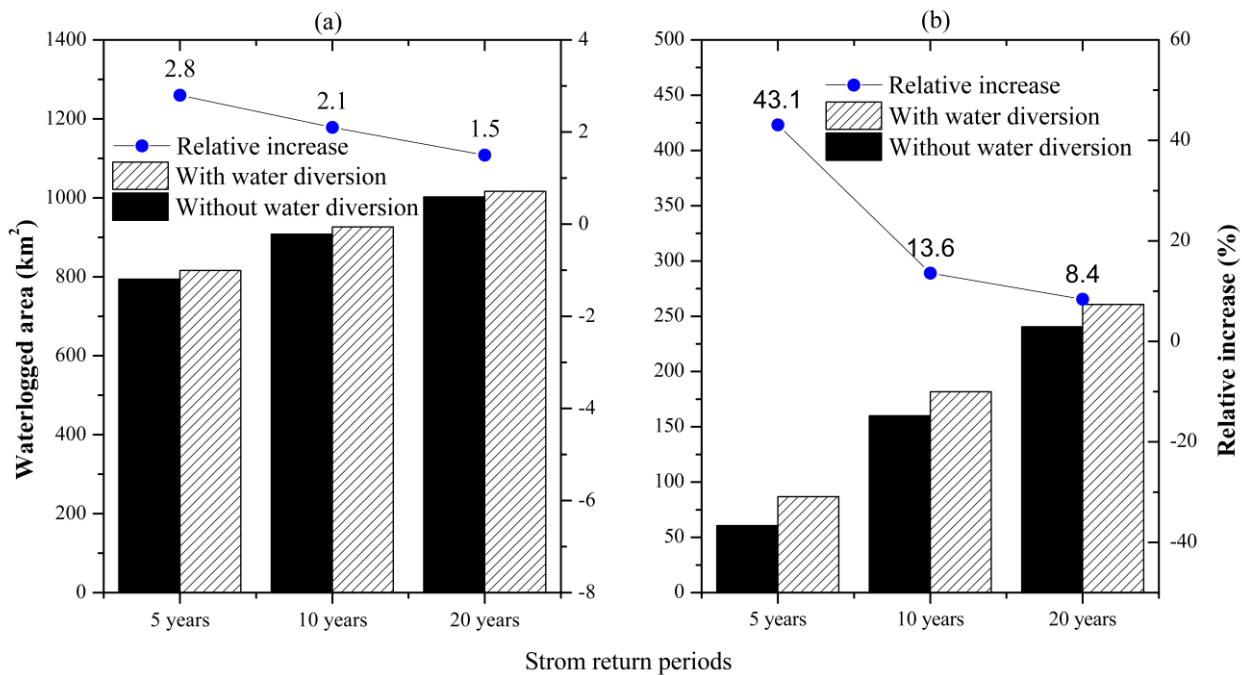 (a)
1400
1200
1000
800
600
400
200
0
Waterlogged area (km²)
4
2
0
-2
-4
-6
-8
2.8
2.1
1.5
Relative increase
With water diversion
Without water diversion
5 years
10 years
20 years
(b)
500
450
400
350
300
250
200
150
100
50
0
60
40
20
0
-20
-40
Relative increase (%)
43.1
13.6
8.4
Relative increase
With water diversion
Without water diversion
5 years
10 years
20 years
Strom return periods